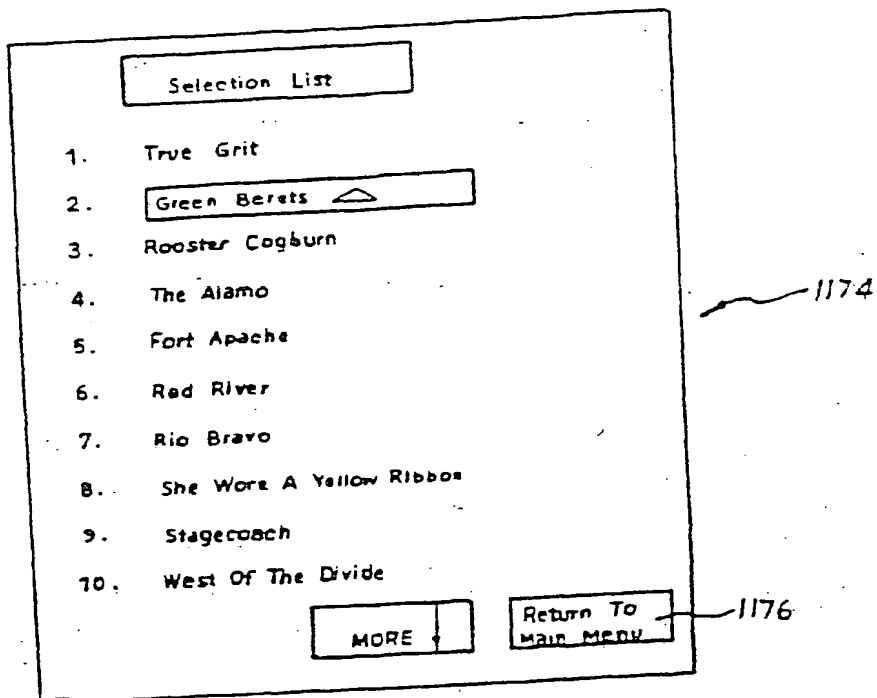 Selection List
1. True Grit
2. Green Berets
3. Rooster Cogburn
4. The Alamo
1174
5. Fort Apache
6. Red River
7. Rio Bravo
8. She Wore A Yellow Ribbon
9. Stagecoach
10. West Of The Divide
MORE
Return To
Main Menu
1176